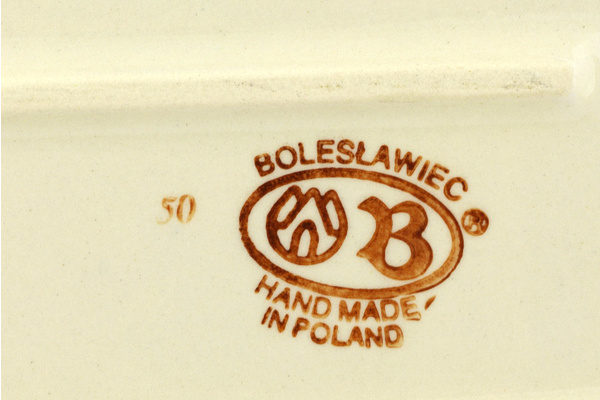 BOLESŁAWIEC
®
50
B
HAND MADE
IN POLAND